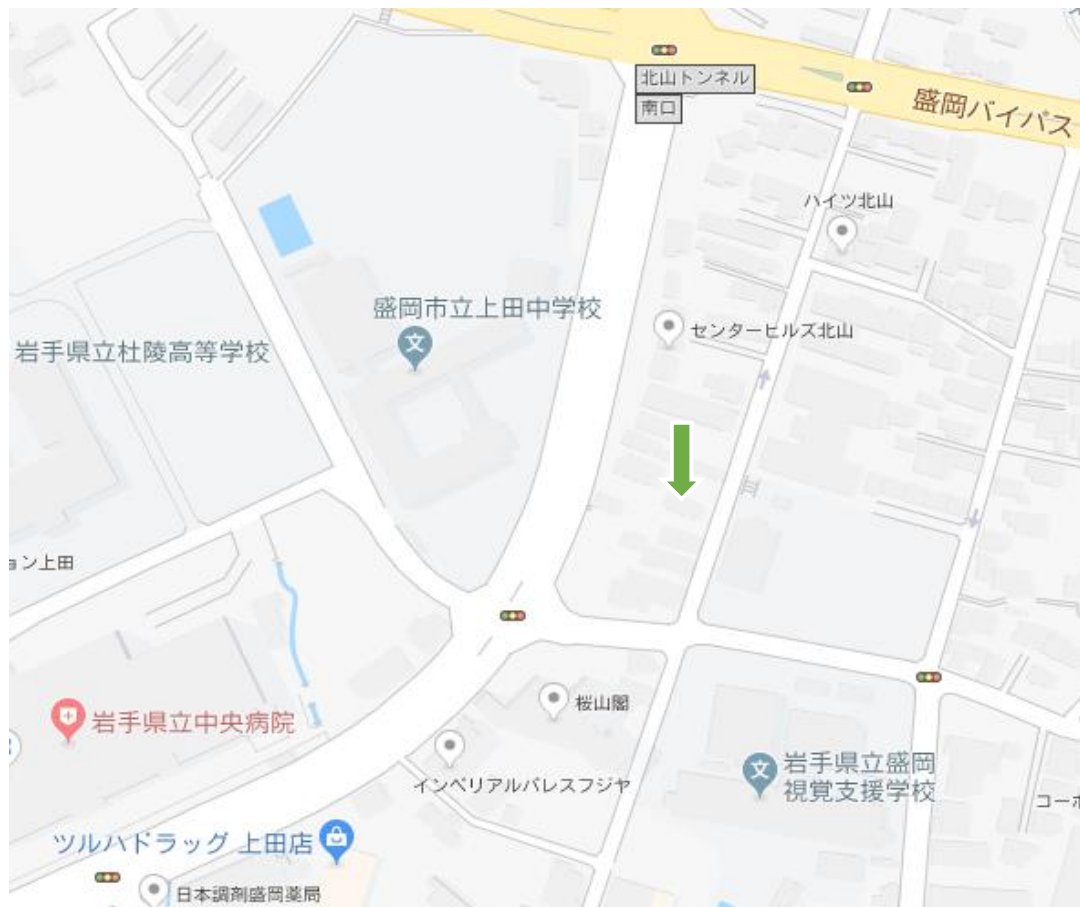 北山トンネル
南口
盛岡バイパス
ハイツ北山
盛岡市立上田中学校
センターヒルズ北山
岩手県立杜陵高等学校
文
ョン上田
桜山閣
岩手県立中央病院
インペリアルパレスフジヤ
文
岩手県立盛岡
視覚支援学校
コーポ
ツルハドラッグ 上田店
日本調剤盛岡薬局